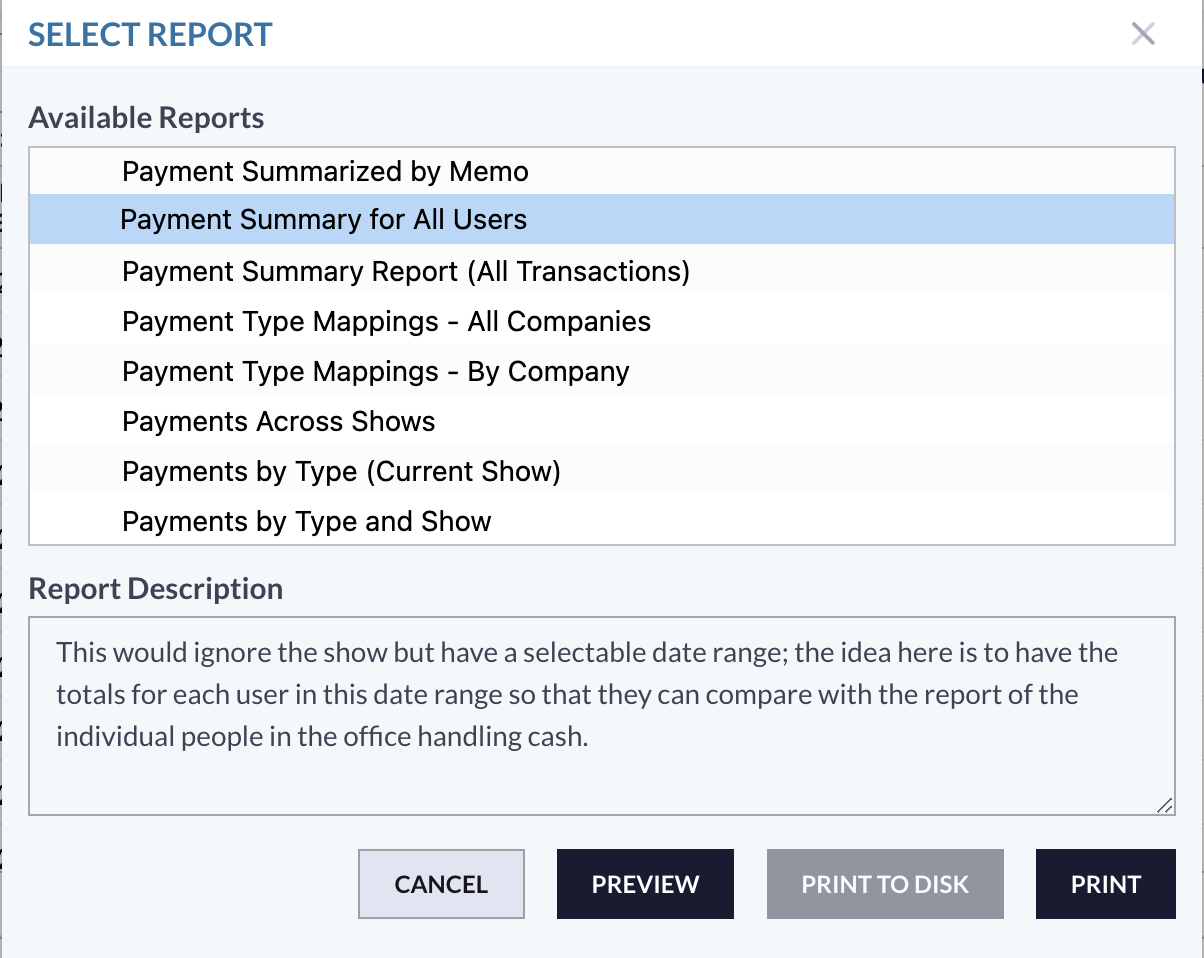 SELECT REPORT
Available Reports
Payment Summarized by Memo
Payment Summary for All Users
Payment Summary Report (All Transactions)
Payment Type Mappings - All Companies
Payment Type Mappings - By Company
Payments Across Shows
Payments by Type (Current Show)
Payments by Type and Show
Report Description
This would ignore the show but have a selectable date range; the idea here is to have the
totals for each user in this date range so that they can compare with the report of the
individual people in the office handling cash.
CANCEL
PREVIEW
PRINT TO DISK
PRINT